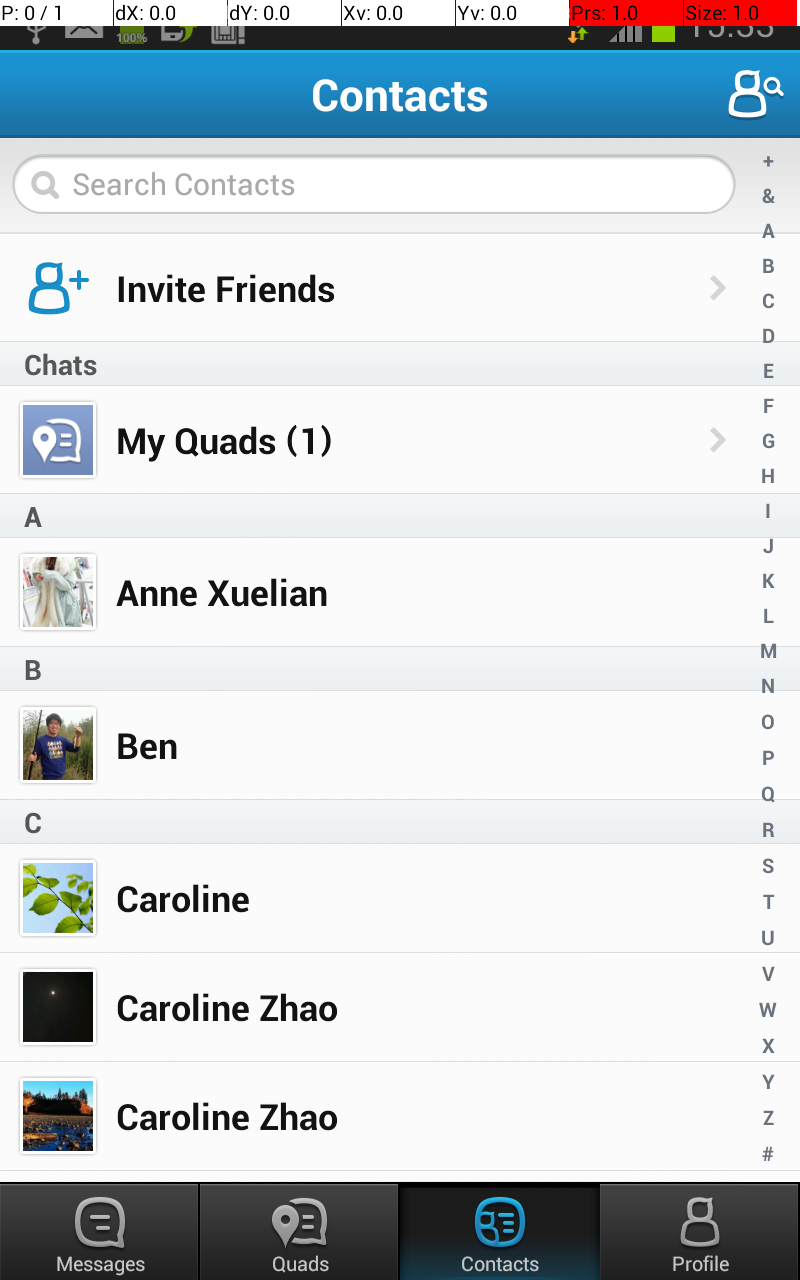 P: 0 / 1 dX: 0.0 dY: 0.0 Xv: 0.0 Yv: 0.0 Prs: 1.0 Size: 1.0
100%
Contacts
Search Contacts
Invite Friends
Chats
My Quads (1)
A
Anne Xuelian
B
Ben
C
Caroline
Caroline Zhao
Caroline Zhao
+
&
A
B
C
D
E
F
G
H
I
J
K
L
M
N
O
P
Q
R
S
T
U
V
W
X
Y
Z
#
Messages Quads Contacts Profile